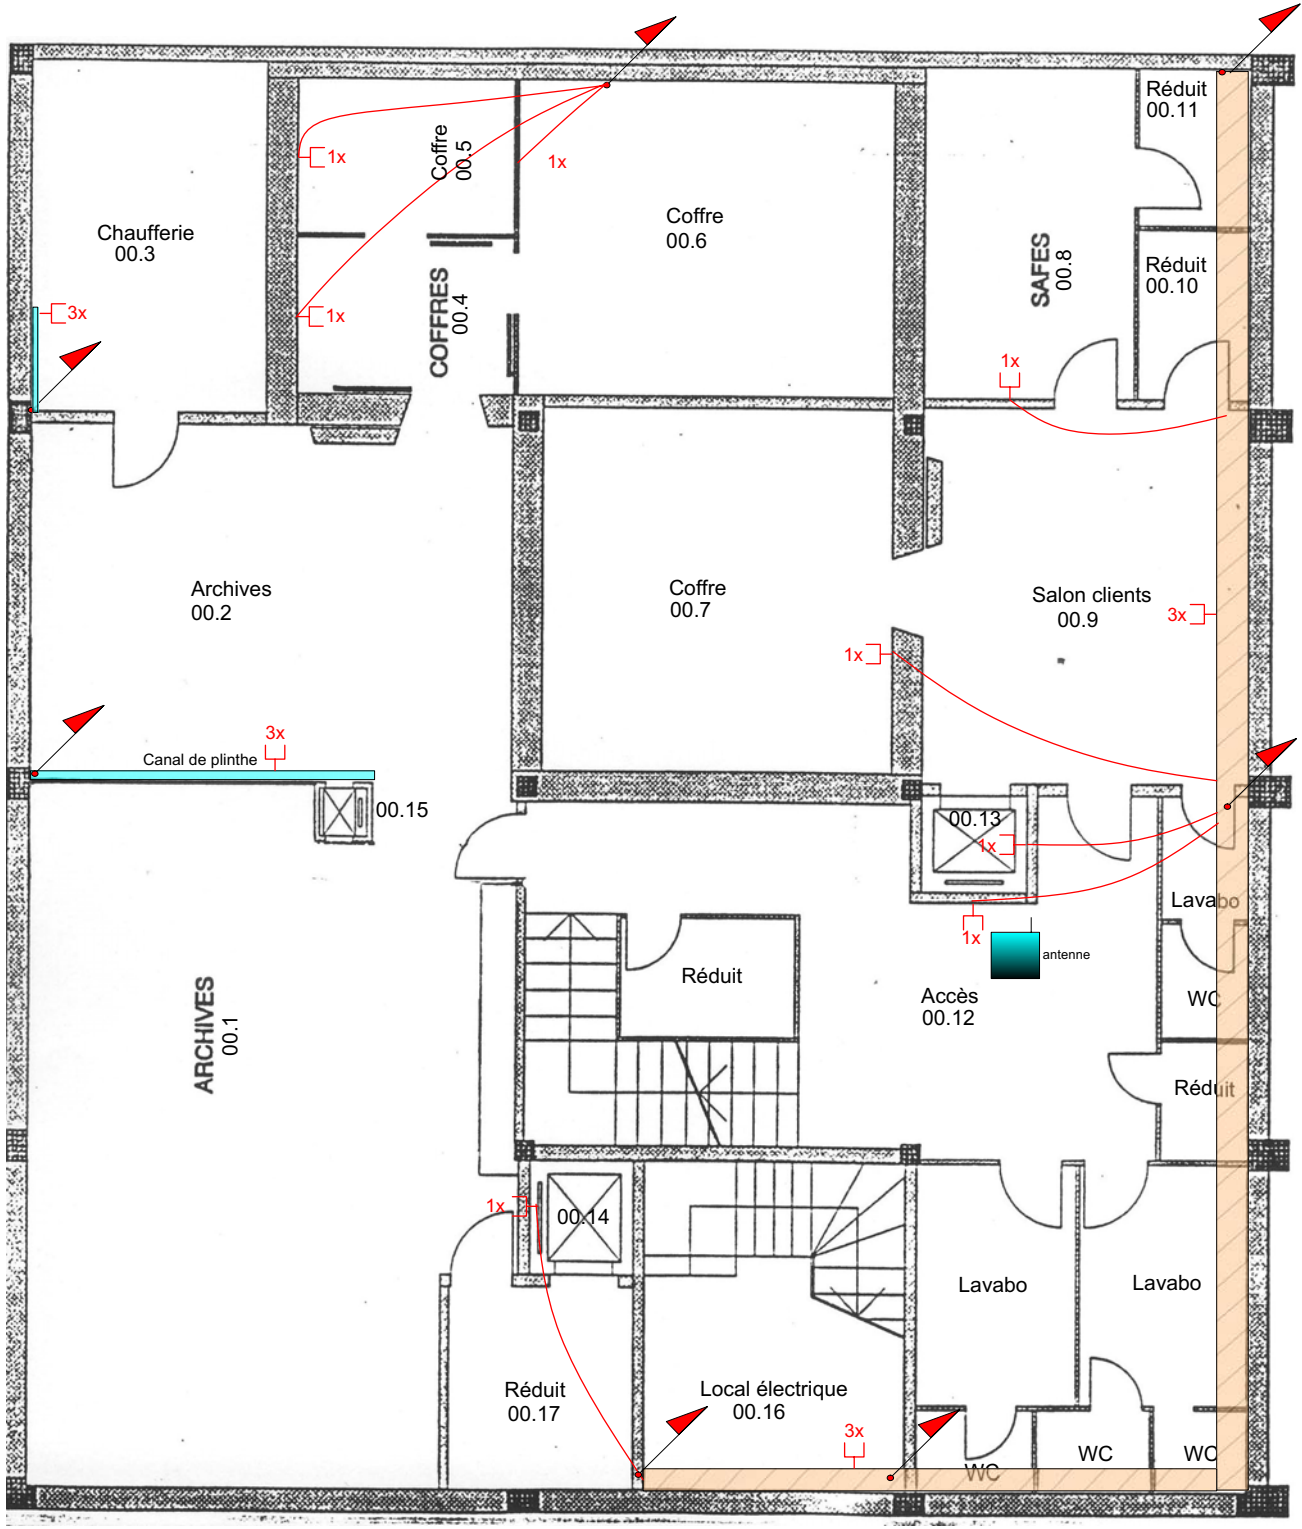 Réduit
00.11
Coffre
00.5
1x
1x
Coffre
00.6
Chaufferie
00.3
SAFES
00.8
Réduit
00.10
COFFRES
00.4
3x
1x
1x
Archives
00.2
Coffre
00.7
Salon clients
00.9
3x
1x
3x
Canal de plinthe
00.15
00.13
1x
Lavabo
1x
antenne
Réduit
Accès
00.12
WC
ARCHIVES
00.1
Réduit
1x
00.14
Lavabo
Lavabo
Réduit
00.17
Local électrique
00.16
3x
WC
WC
WC